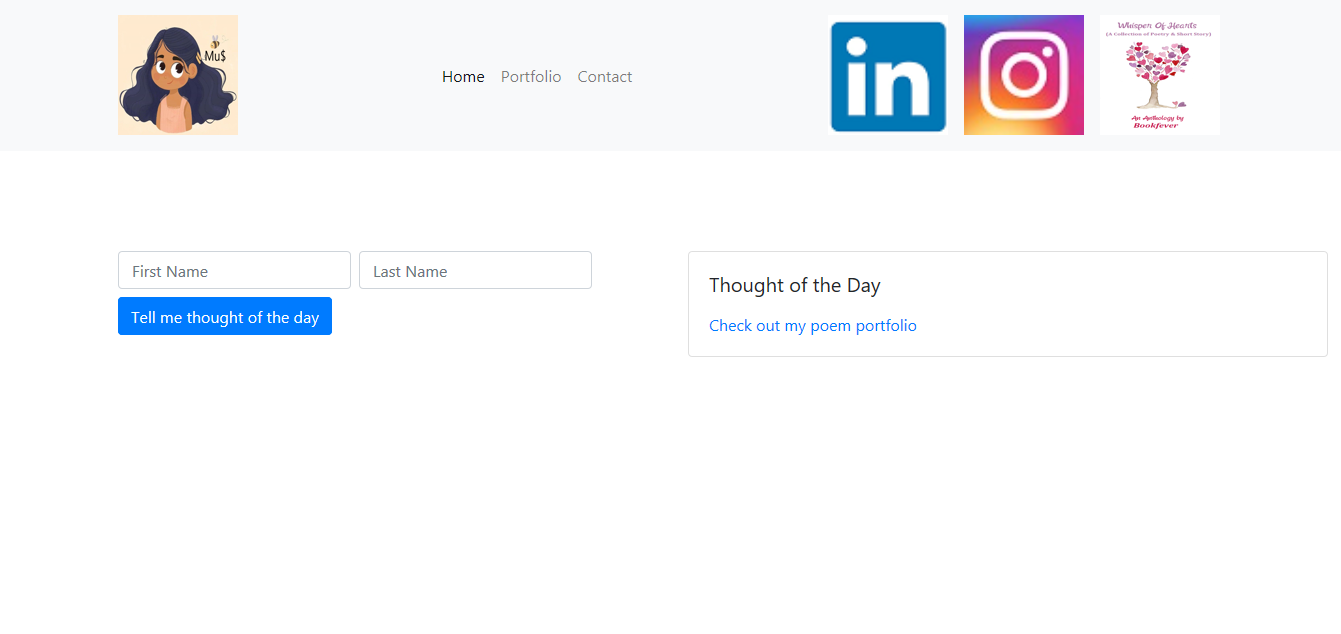 Mu$
Home Portfolio Contact
in
Whispen Of Hearts
(A Collection of Poetry & Short Story)
An Anthology by
Bookfever
First Name Last Name
Tell me thought of the day
Thought of the Day
Check out my poem portfolio